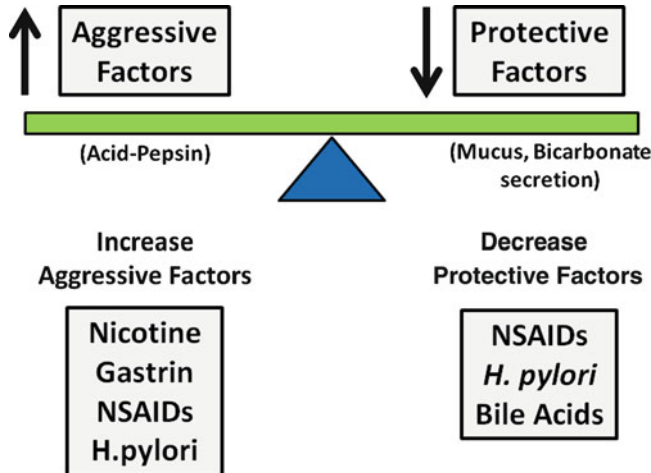 Aggressive
Factors
Protective
Factors
(Acid-Pepsin)
(Mucus, Bicarbonate
secretion)
Increase
Aggressive Factors
Decrease
Protective Factors
Nicotine
Gastrin
NSAIDs
H.pylori
NSAIDs
H. pylori
Bile Acids